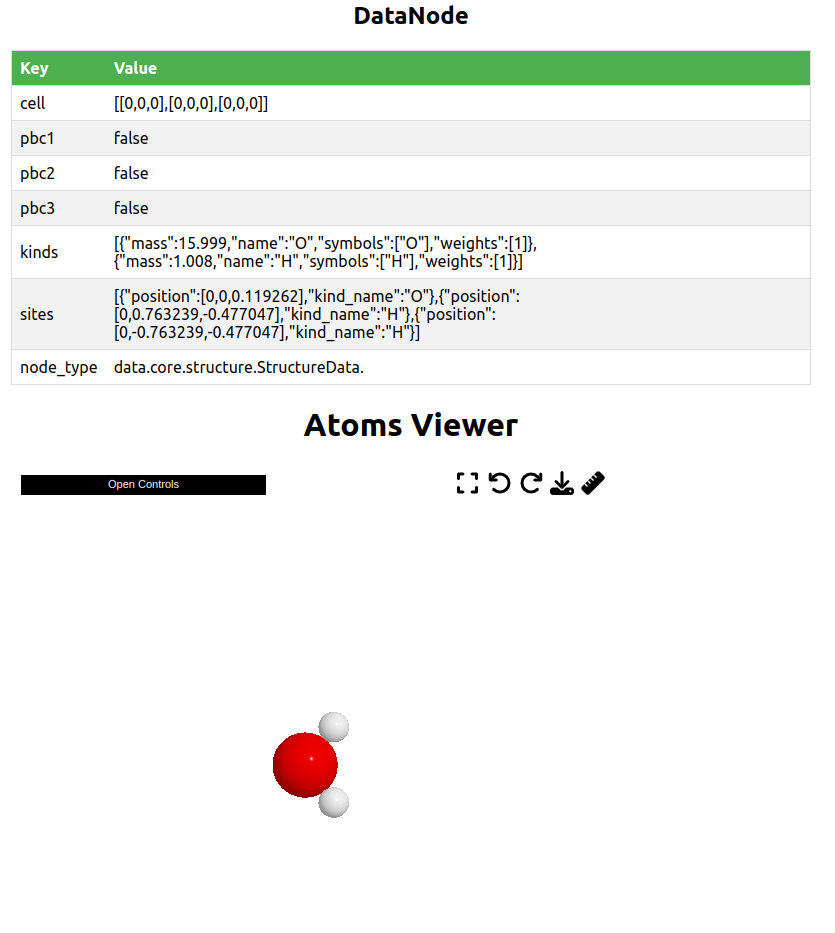 DataNode
Key Value
cell [[0,0,0],[0,0,0],[0,0,0]]
pbc1 false
pbc2 false
pbc3 false
kinds [{"mass":15.999,"name":"O","symbols":["O"],"weights":[1]},
{"mass":1.008,"name":"H","symbols":["H"],"weights":[1]}]
sites [{"position":[0,0,0.119262],"kind_name":"O"},{"position":
[0,0.763239,-0.477047],"kind_name":"H"},{"position":
[0,-0.763239,-0.477047],"kind_name":"H"}]
node_type data.core.structure.StructureData.
Atoms Viewer
Open Controls